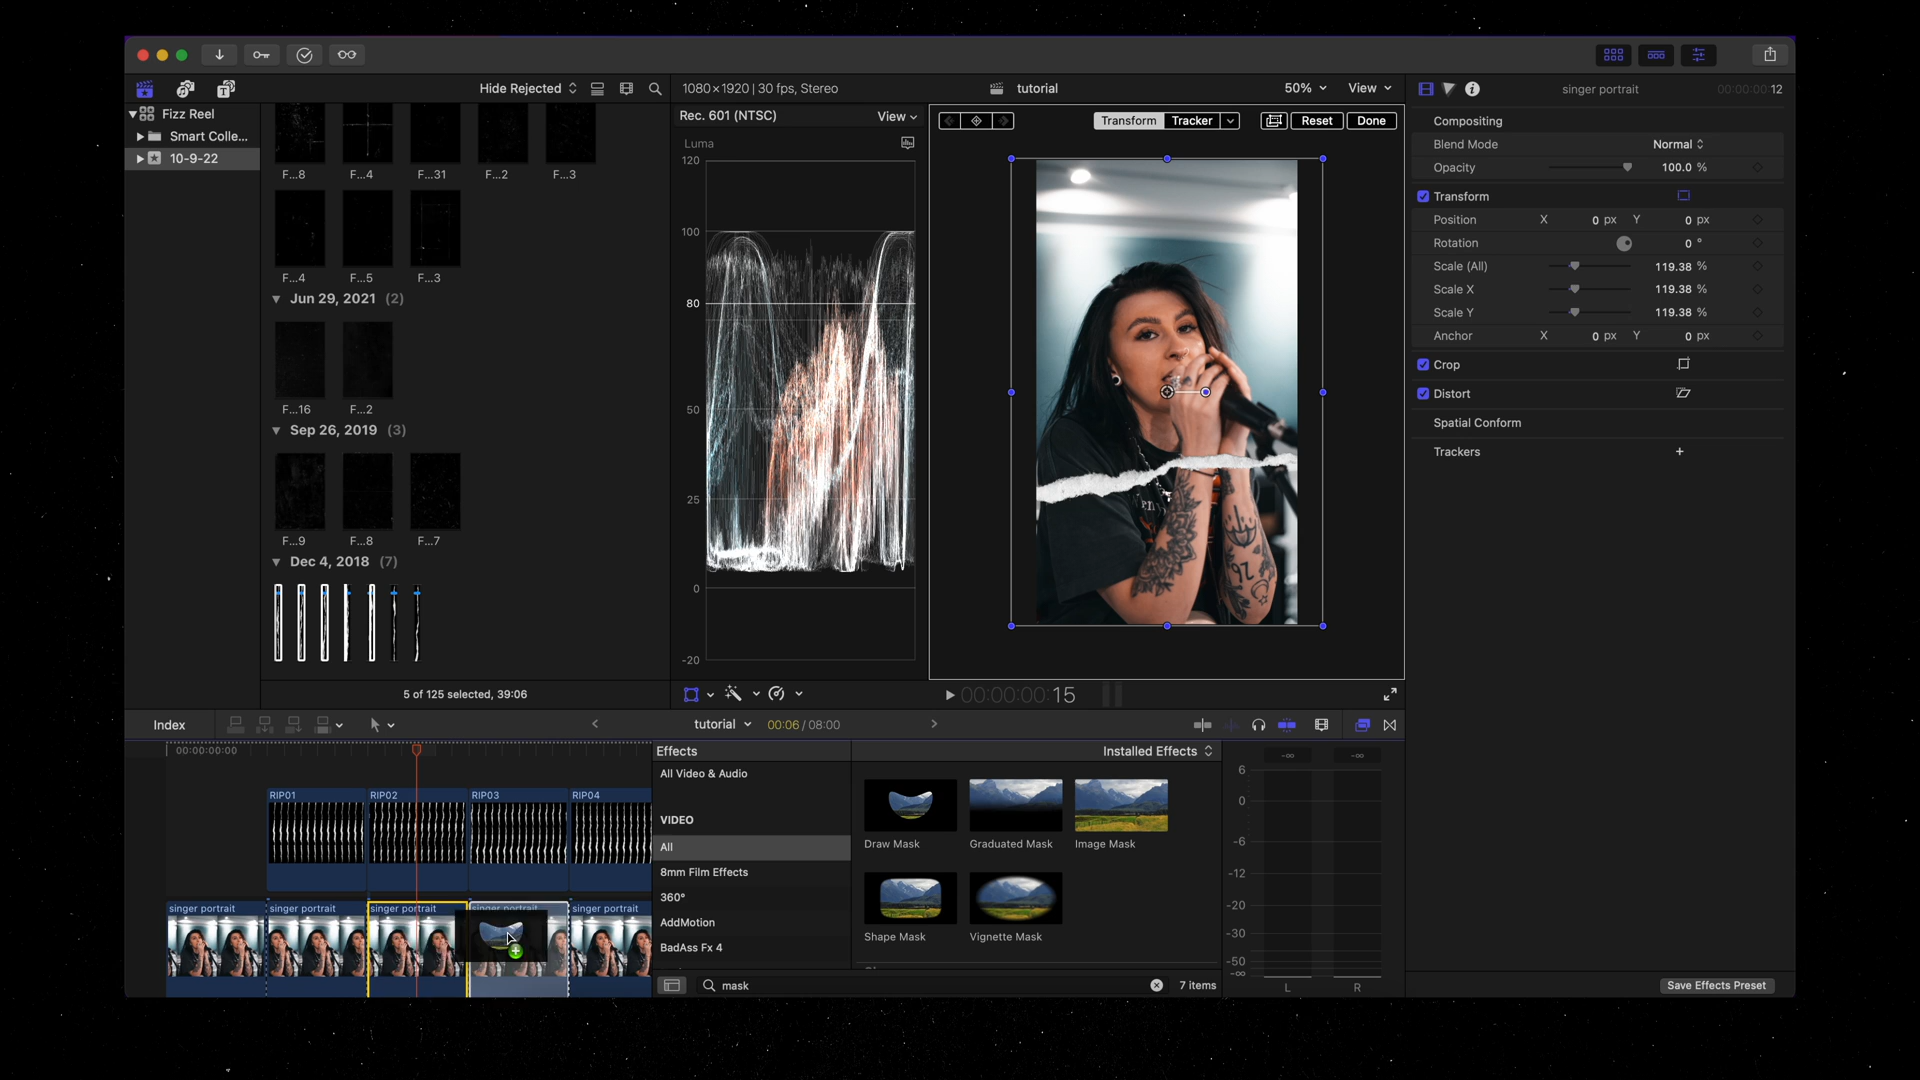 Hide Rejected
1080×1920 | 30 fps, Stereo
tutorial
50%
View
singer portrait
00:00:00:12
Fizz Reel
Smart Colle...
10-9-22
F...8
F...4
F...31
F...2
F...3
F...4
F...5
F...3
Jun 29, 2021 (2)
F...16
F...2
Sep 26, 2019 (3)
F...9
F...8
F...7
Dec 4, 2018 (7)
5 of 125 selected, 39:06
Rec. 601 (NTSC)
View
Luma
120
100
80
50
25
0
-20
Transform
Tracker
Reset
Done
00:00:00:15
Compositing
Blend Mode
Normal
Opacity
100.0 %
Transform
Position
X
0 px
Y
0 px
Rotation
0 °
Scale (All)
119.38 %
Scale X
119.38 %
Scale Y
119.38 %
Anchor
X
0 px
Y
0 px
Crop
Distort
Spatial Conform
Trackers
+
Index
tutorial
00:06 / 08:00
00:00:00:00
RIP01
RIP02
RIP03
RIP04
singer portrait
singer portrait
singer portrait
singer portrait
singer portrait
Effects
Installed Effects
All Video & Audio
VIDEO
All
8mm Film Effects
360°
AddMotion
BadAss Fx 4
Draw Mask
Graduated Mask
Image Mask
Shape Mask
Vignette Mask
mask
7 items
-∞
-∞
6
0
-6
-12
-20
-30
-50
-∞
L
R
Save Effects Preset